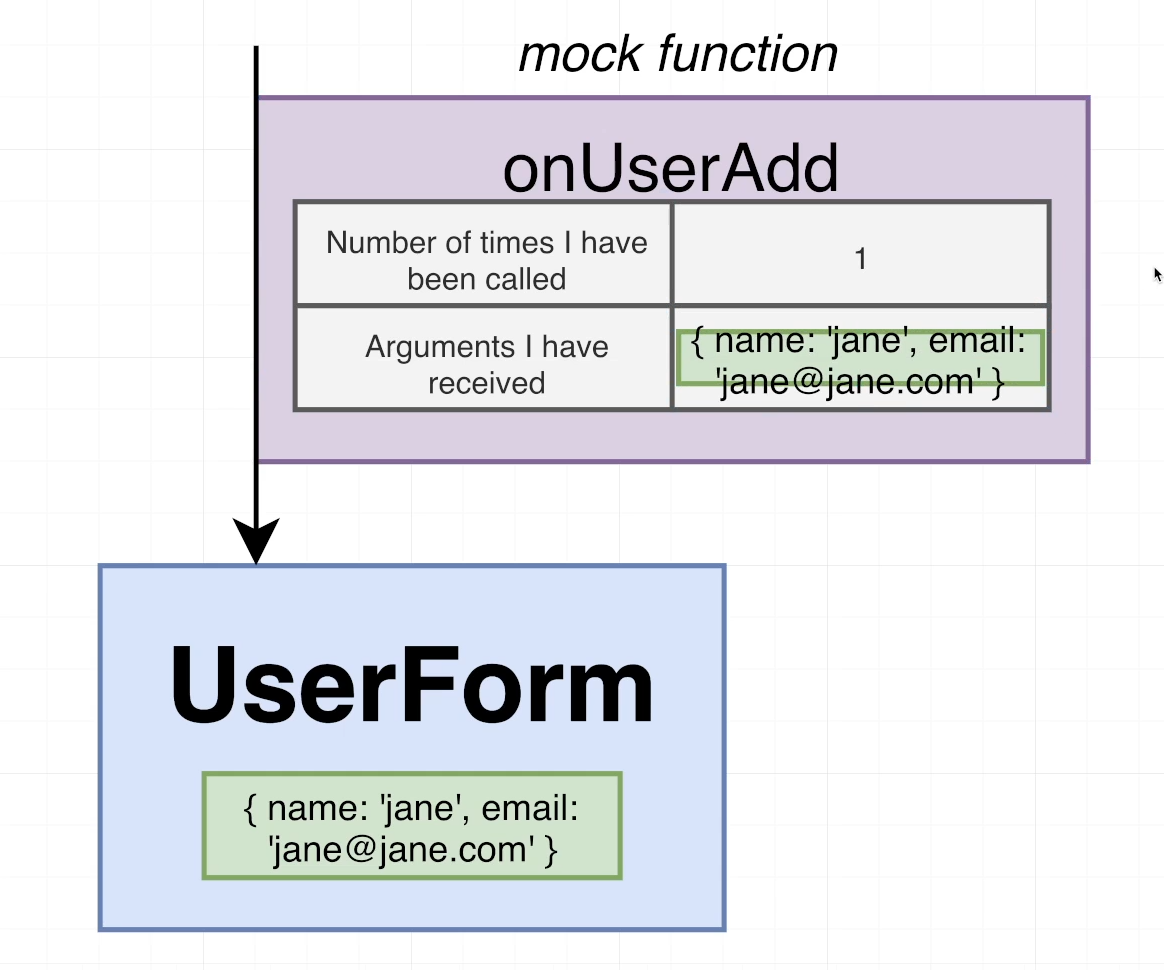 mock function
onUserAdd
Number of times I have
been called
1
Arguments I have
received
{ name: 'jane', email:
'jane@jane.com' }
UserForm
{ name: 'jane', email:
'jane@jane.com' }